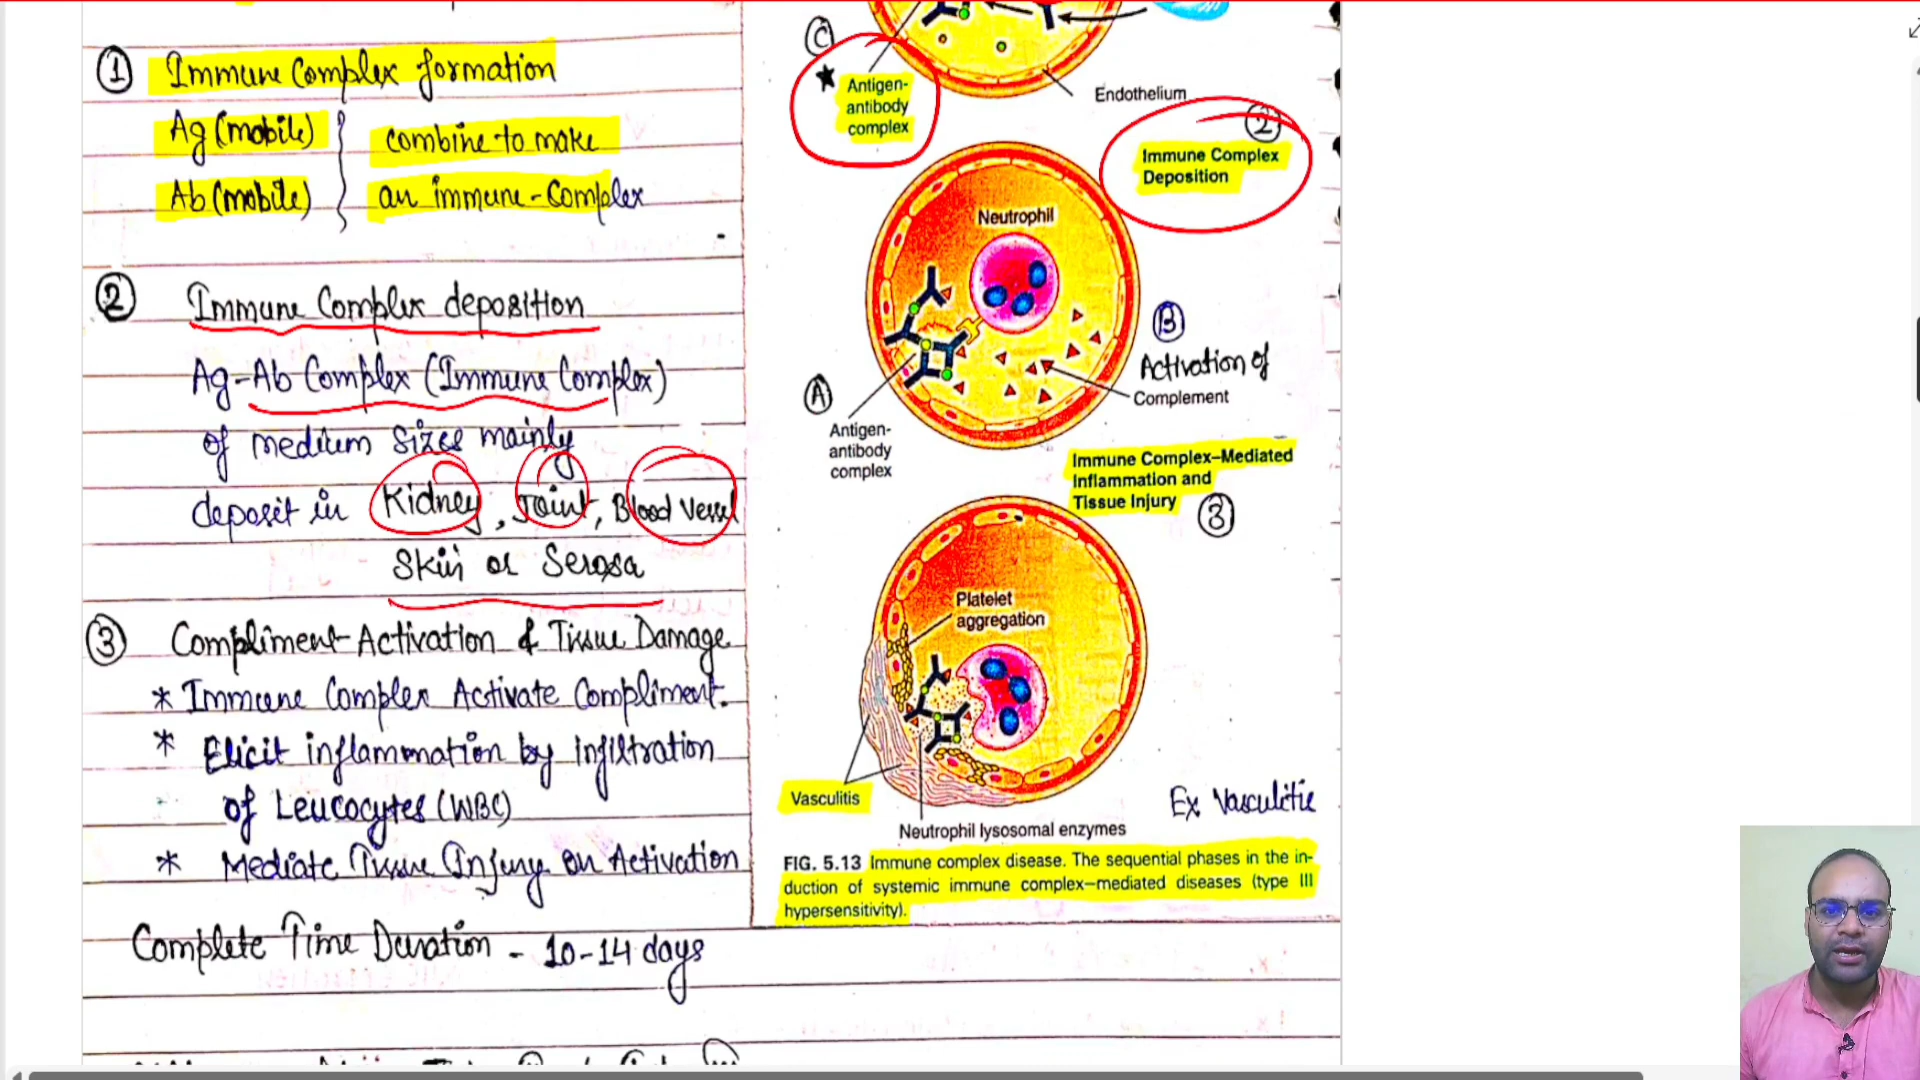 ① Immune Complex formation
Ag (mobile)
Ab (mobile)
combine to make
an immune-Complex
② Immune Complex deposition
Ag-Ab Complex (Immune Complex)
of medium sizes mainly
deposit in Kidney, Joint, Blood Vessel
Skin or Serosa
③ Compliment Activation & Tissue Damage
* Immune Complex Activate Compliment.
* Elicit inflammation by Infiltration
of Leucocytes (WBC)
* Mediate Tissue Injury on Activation
Complete Time Duration - 10-14 days
Ⓒ
★ Antigen-
antibody
complex
Endothelium
②
Immune Complex
Deposition
Neutrophil
Ⓑ
Activation of
Complement
Ⓐ
Antigen-
antibody
complex
Immune Complex–Mediated
Inflammation and
Tissue Injury ③
Platelet
aggregation
Vasculitis
Ex Vasculitis
Neutrophil lysosomal enzymes
FIG. 5.13 Immune complex disease. The sequential phases in the in-
duction of systemic immune complex–mediated diseases (type III
hypersensitivity).